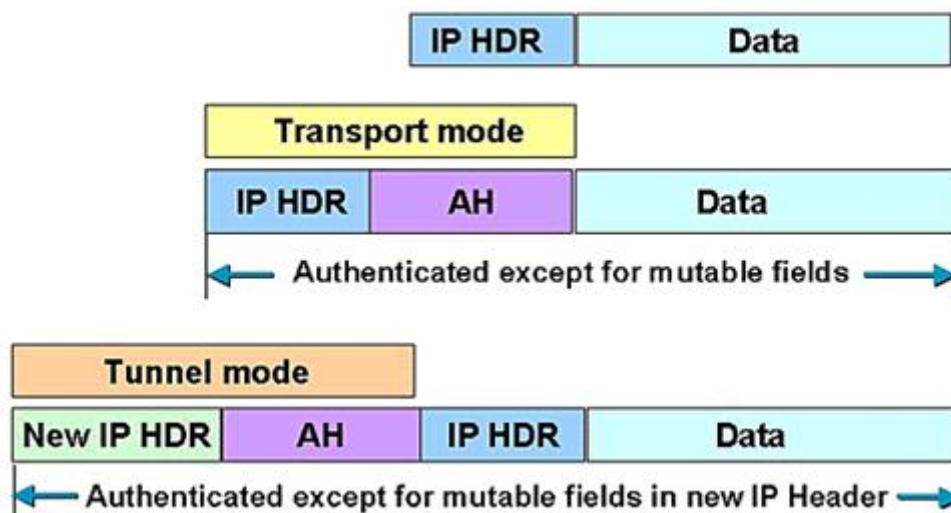 IP HDR Data
Transport mode
IP HDR AH Data
Authenticated except for mutable fields
Tunnel mode
New IP HDR AH IP HDR Data
Authenticated except for mutable fields in new IP Header